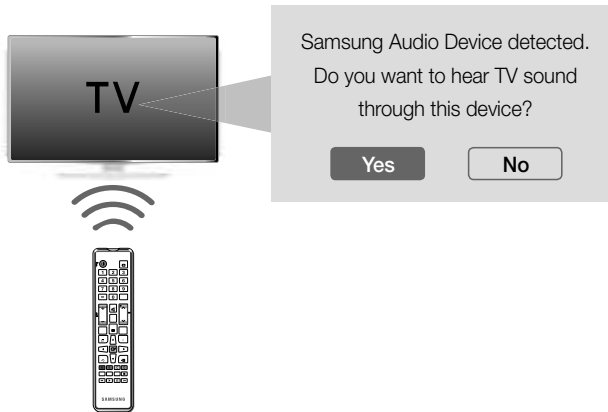 TV
Samsung Audio Device detected.
Do you want to hear TV sound
through this device?
Yes
No
SAMSUNG